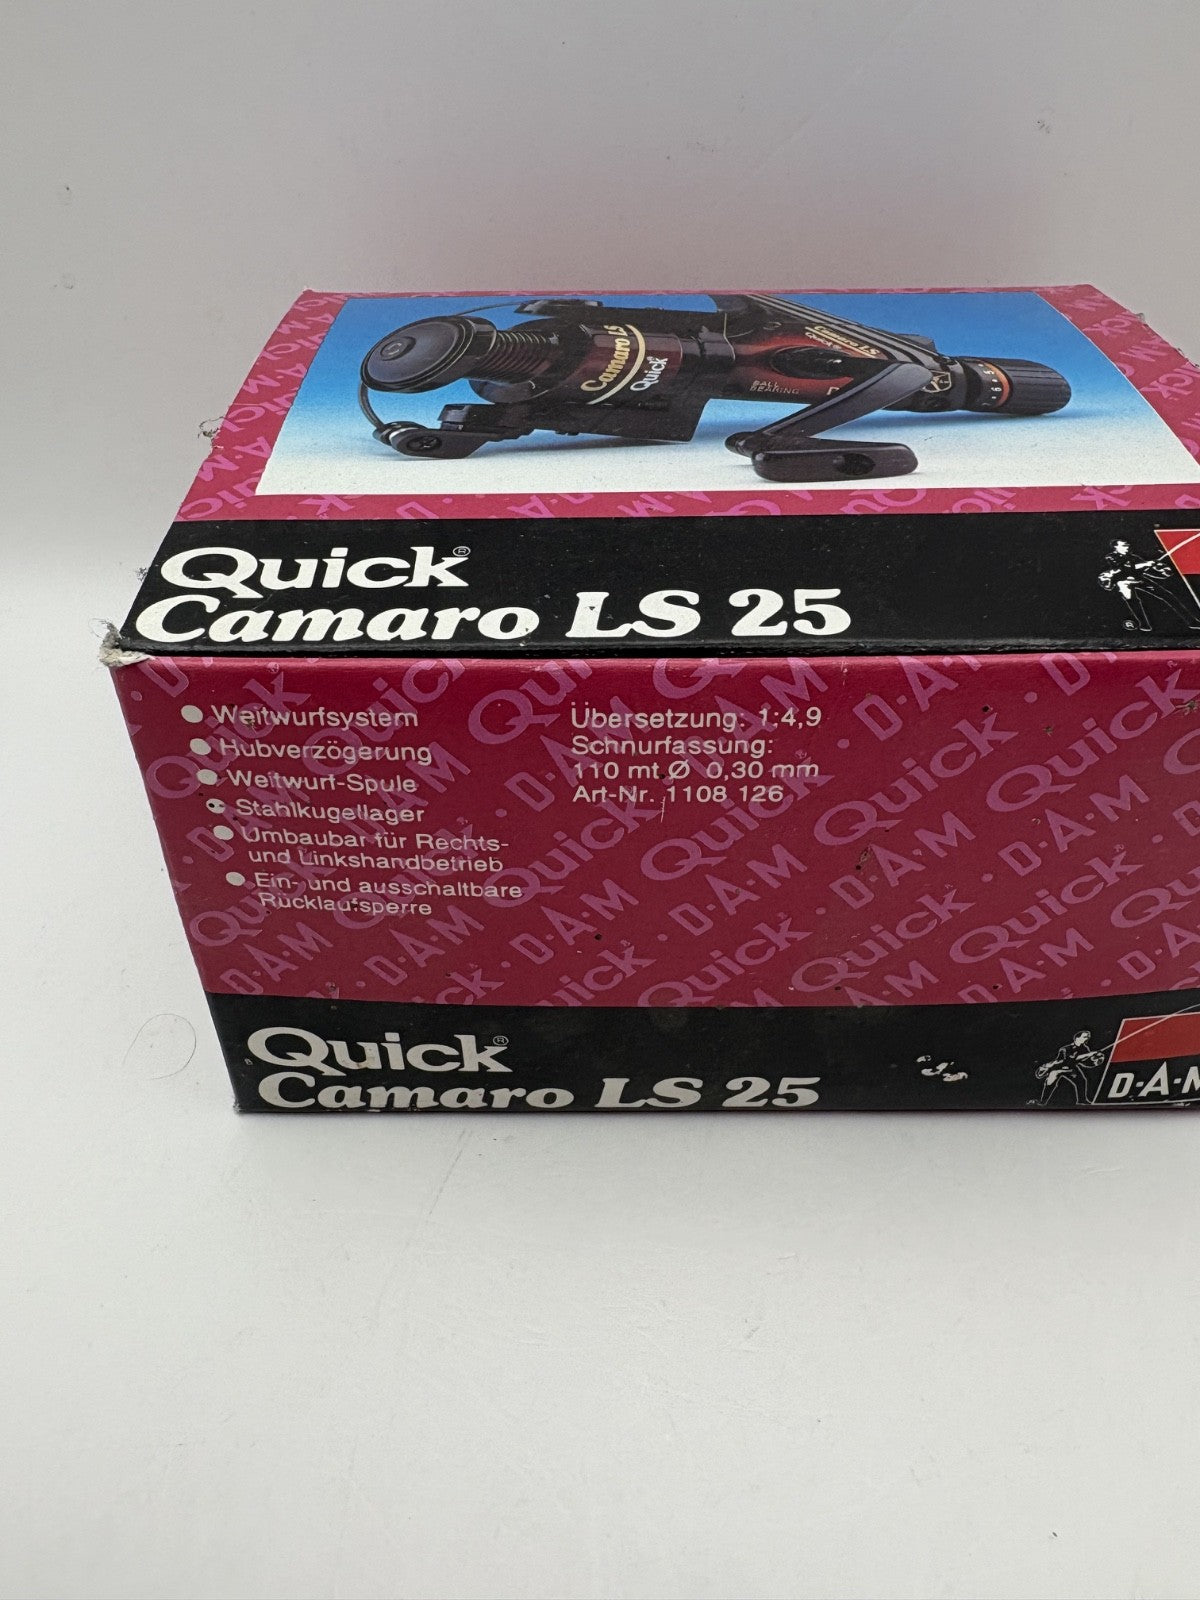 Camaro LS
Quick
Camaro LS
Quick
BALL
BEARING
Quick®
Camaro LS 25
● Weitwurfsystem
● Hubverzögerung
● Weitwurf-Spule
● Stahlkugellager
● Umbaubar für Rechts-
und Linkshandbetrieb
● Ein- und ausschaltbare
Rücklaufsperre
Übersetzung: 1:4,9
Schnurfassung:
110 mt Ø 0,30 mm
Art-Nr. 1108 126
Quick®
Camaro LS 25
D·A·M